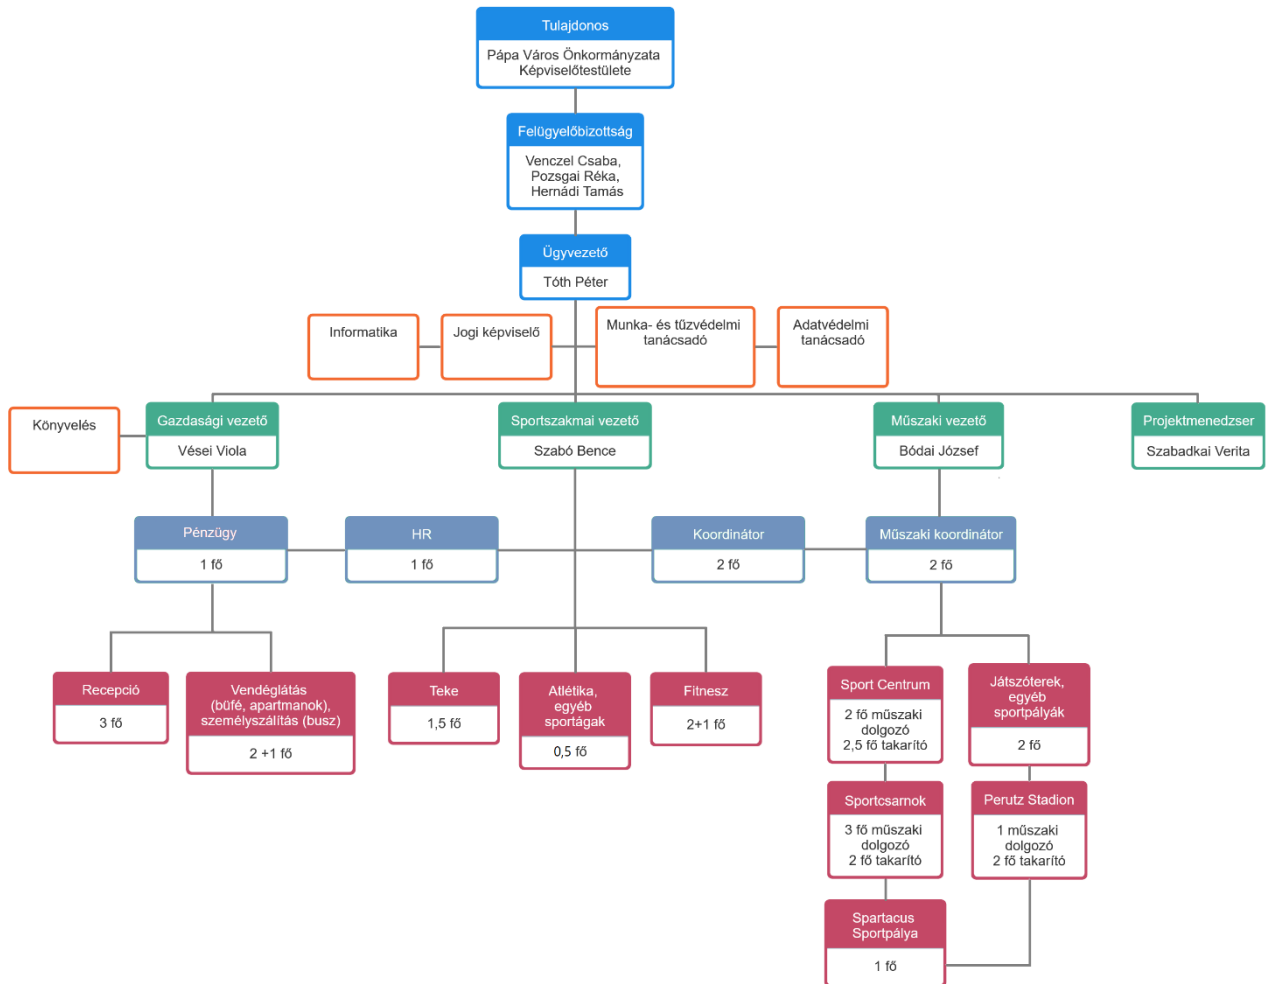 Tulajdonos
Pápa Város Önkormányzata
Képviselőtestülete
Felügyelőbizottság
Venczel Csaba,
Pozsgai Réka,
Hernádi Tamás
Ügyvezető
Tóth Péter
Informatika
Jogi képviselő
Munka- és tűzvédelmi
tanácsadó
Adatvédelmi
tanácsadó
Könyvelés
Gazdasági vezető
Vései Viola
Sportszakmai vezető
Szabó Bence
Műszaki vezető
Bódai József
Projektmenedzser
Szabadkai Verita
Pénzügy
1 fő
HR
1 fő
Koordinátor
2 fő
Műszaki koordinátor
2 fő
Recepció
3 fő
Vendéglátás
(büfé, apartmanok),
személyszálítás (busz)
2 +1 fő
Teke
1,5 fő
Atlétika,
egyéb
sportágak
0,5 fő
Fitnesz
2+1 fő
Sport Centrum
2 fő műszaki
dolgozó
2,5 fő takarító
Játszóterek,
egyéb
sportpályák
2 fő
Sportcsarnok
3 fő műszaki
dolgozó
2 fő takarító
Perutz Stadion
1 műszaki
dolgozó
2 fő takarító
Spartacus
Sportpálya
1 fő